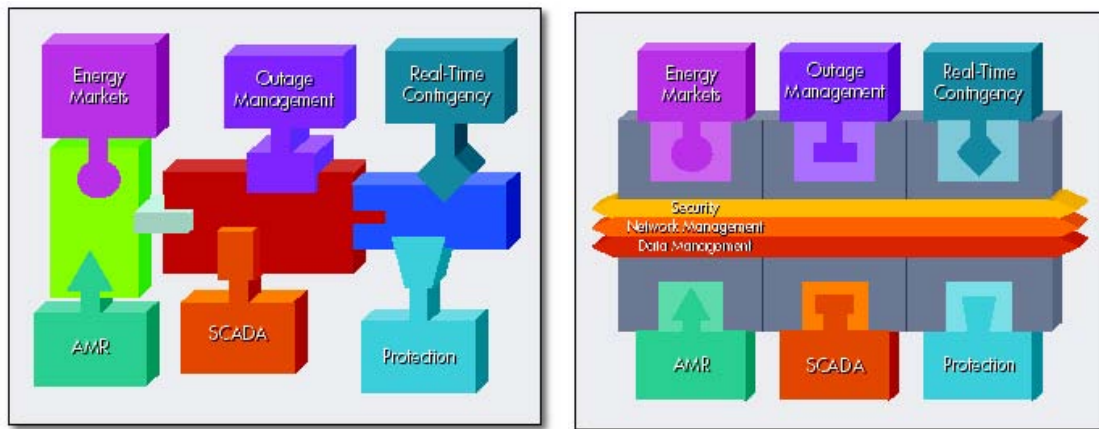 Energy
Markets
Outage
Management
Real-Time
Contingency
AMR
SCADA
Protection
Energy
Markets
Outage
Management
Real-Time
Contingency
Security
Network Management
Data Management
AMR
SCADA
Protection